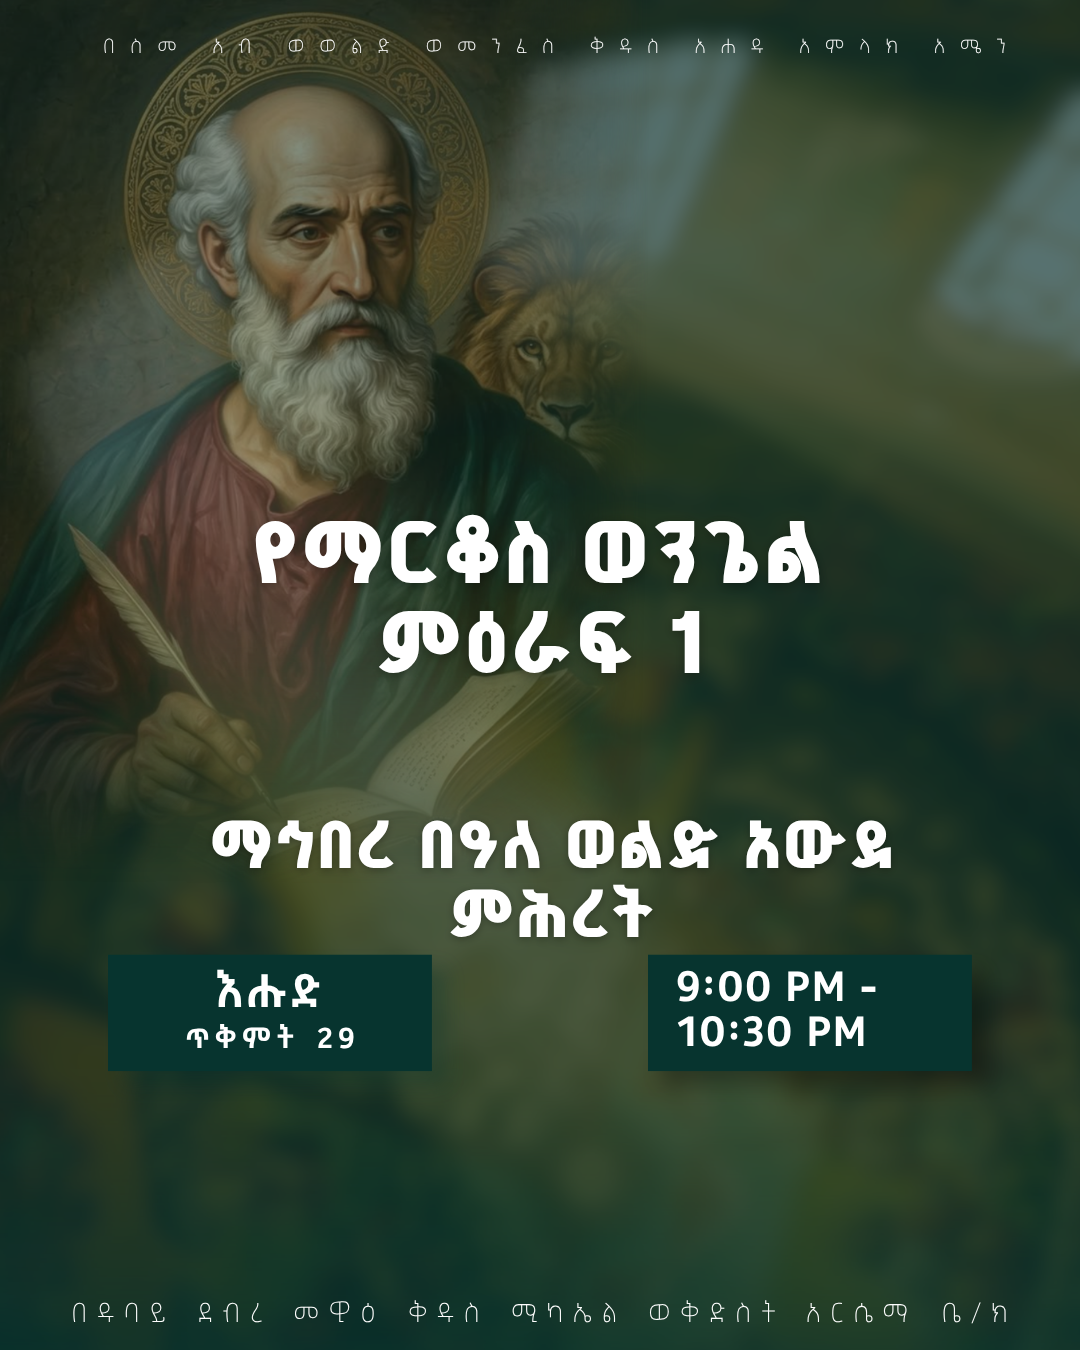 በስመ አብ ወወልድ ወመንፈስ ቅዱስ አሐዱ አምላክ አሜን
የማርቆስ ወንጌል
ምዕራፍ 1
ማኅበረ በዓለ ወልድ አውደ
ምሕረት
እሑድ
ጥቅምት 29
9:00 PM -
10:30 PM
በዱባይ ደብረ መዊዕ ቅዱስ ሚካኤል ወቅድስት አርሴማ ቤ/ክ